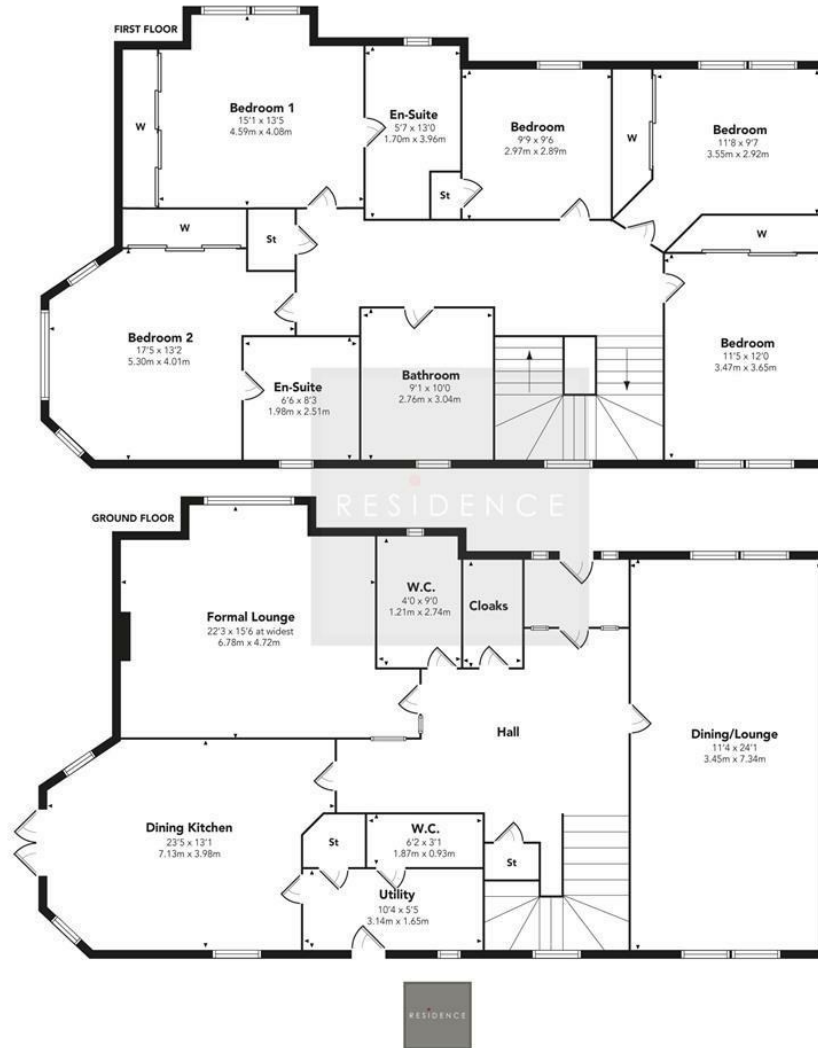 FIRST FLOOR
Bedroom 1
15'1 x 13'5
4.59m x 4.08m
W
En-Suite
5'7 x 13'0
1.70m x 3.96m
St
Bedroom
9'9 x 9'6
2.97m x 2.89m
W
Bedroom
11'8 x 9'7
3.55m x 2.92m
W
W
St
Bedroom 2
17'5 x 13'2
5.30m x 4.01m
En-Suite
6'6 x 8'3
1.98m x 2.51m
Bathroom
9'1 x 10'0
2.76m x 3.04m
Bedroom
11'5 x 12'0
3.47m x 3.65m
RESIDENCE
GROUND FLOOR
Formal Lounge
22'3 x 15'6 at widest
6.78m x 4.72m
W.C.
4'0 x 9'0
1.21m x 2.74m
Cloaks
Hall
Dining/Lounge
11'4 x 24'1
3.45m x 7.34m
Dining Kitchen
23'5 x 13'1
7.13m x 3.98m
St
W.C.
6'2 x 3'1
1.87m x 0.93m
St
Utility
10'4 x 5'5
3.14m x 1.65m
RESIDENCE